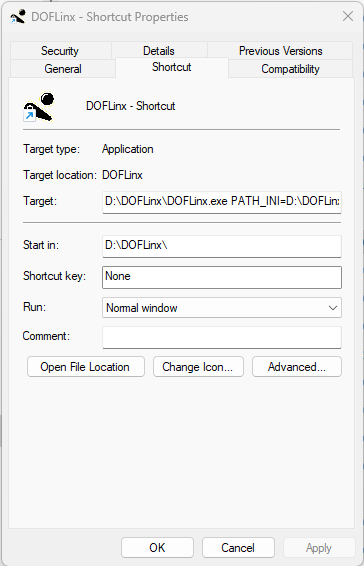 DOFLinx - Shortcut Properties
Security Details Previous Versions
General Shortcut Compatibility
DOFLinx - Shortcut
Target type: Application
Target location: DOFLinx
Target: D:\DOFLinx\DOFLinx.exe PATH_INI=D:\DOFLinx
Start in: D:\DOFLinx\
Shortcut key: None
Run: Normal window
Comment:
Open File Location Change Icon... Advanced...
OK Cancel Apply